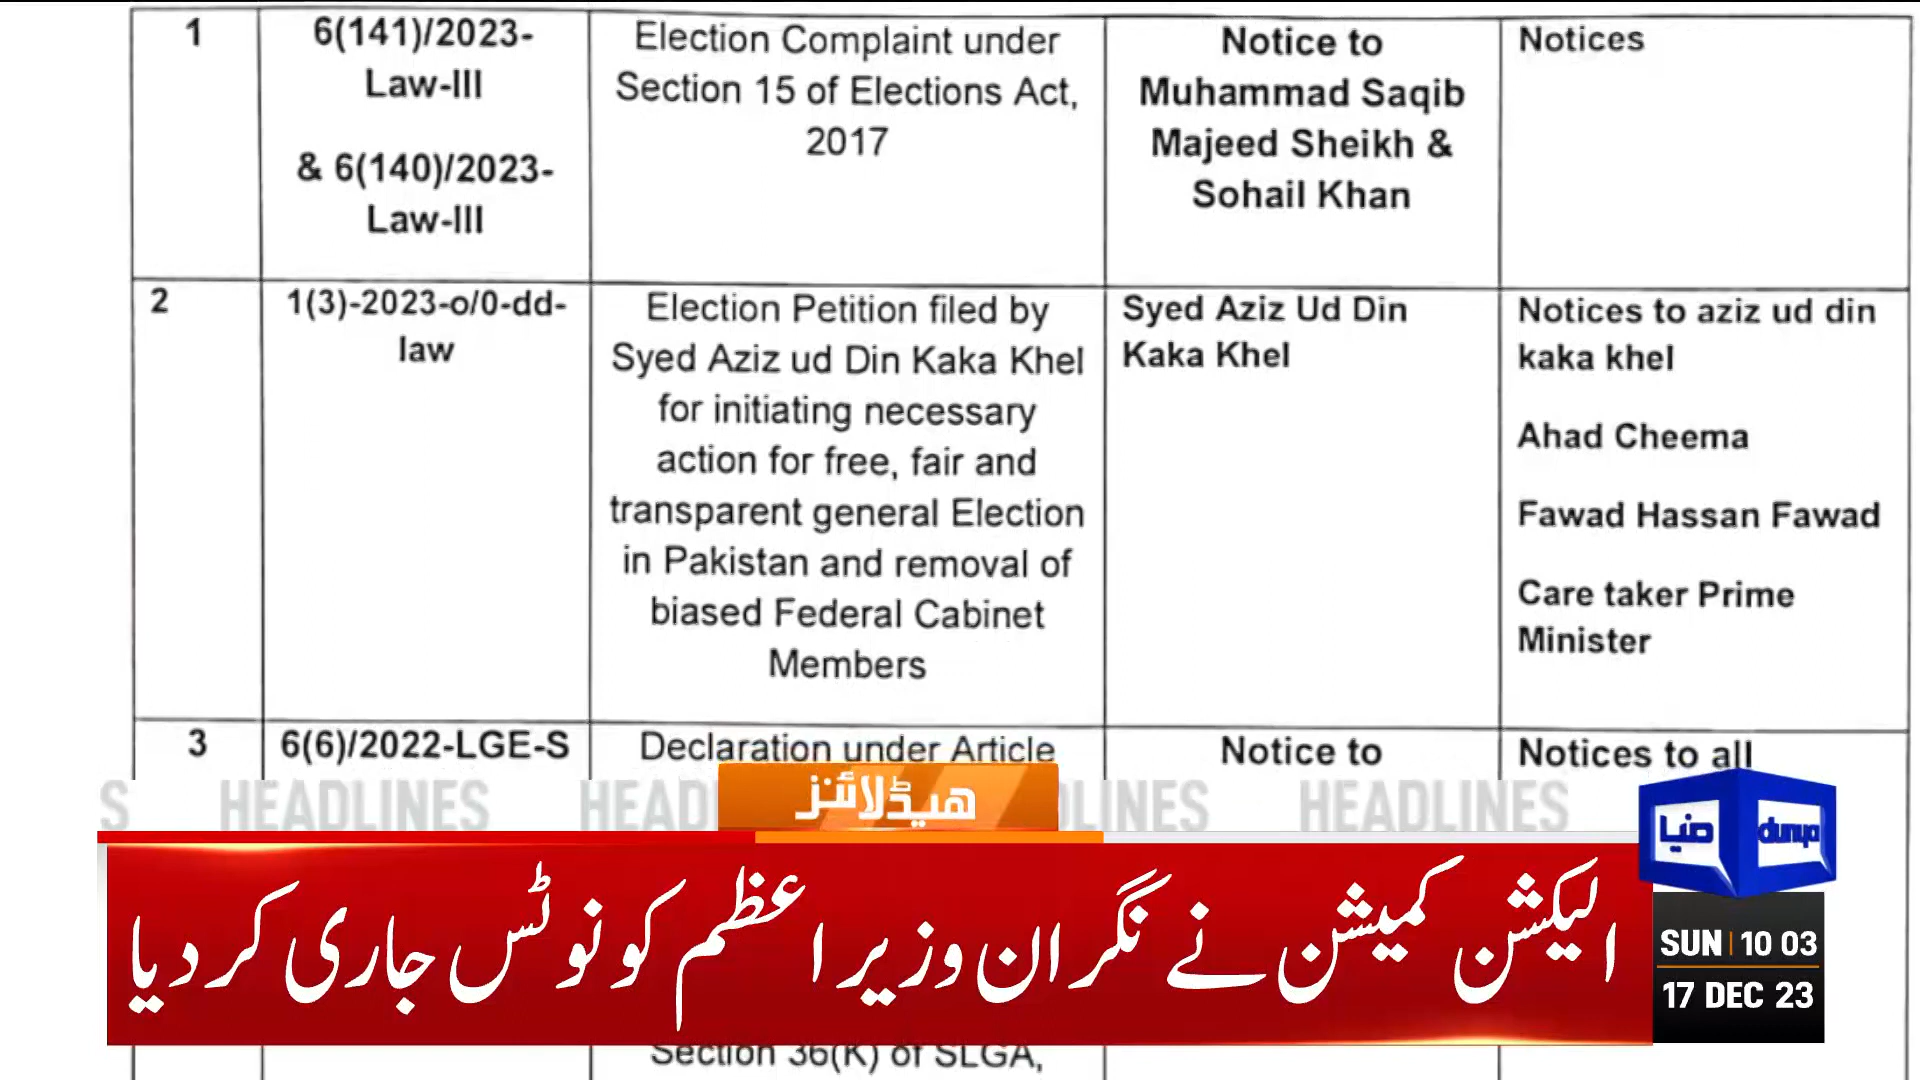 1
6(141)/2023-
Law-III
& 6(140)/2023-
Law-III
Election Complaint under
Section 15 of Elections Act,
2017
Notice to
Muhammad Saqib
Majeed Sheikh &
Sohail Khan
Notices
2
1(3)-2023-o/0-dd-
law
Election Petition filed by
Syed Aziz ud Din Kaka Khel
for initiating necessary
action for free, fair and
transparent general Election
in Pakistan and removal of
biased Federal Cabinet
Members
Syed Aziz Ud Din
Kaka Khel
Notices to aziz ud din
kaka khel
Ahad Cheema
Fawad Hassan Fawad
Care taker Prime
Minister
3
6(6)/2022-LGE-S
Declaration under Article
Notice to
Notices to all
S HEADLINES HEAD LINES HEADLINES
ہیڈلائنز
دنیا dunya
الیکشن کمیشن نے نگران وزیر اعظم کو نوٹس جاری کر دیا
SUN 10 03
17 DEC 23
Section 36(K) of SLGA,